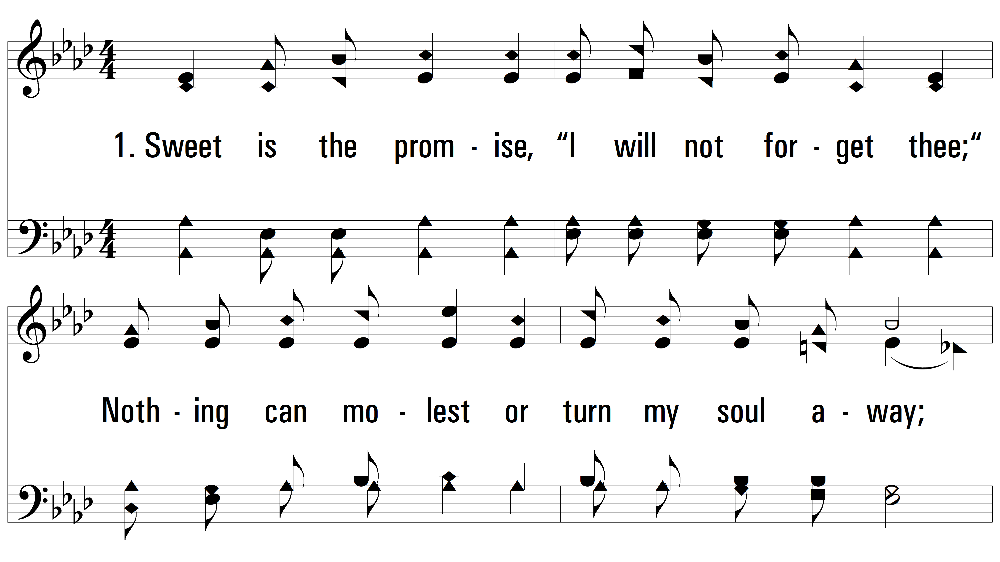 1. Sweet is the prom - ise, “I will not for - get thee;“
Noth - ing can mo - lest or turn my soul a - way;